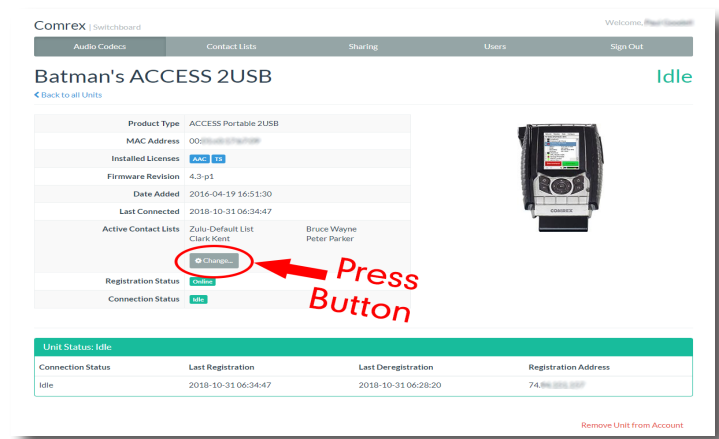 Comrex | Switchboard
Welcome,
Audio Codecs Contact Lists Sharing Users Sign Out
Batman's ACCESS 2USB Idle
Back to all Units
Product Type ACCESS Portable 2USB
MAC Address 00:
Installed Licenses AAC TS
Firmware Revision 4.3-p1
Date Added 2016-04-19 16:51:30
Last Connected 2018-10-31 06:34:47
Active Contact Lists Zulu-Default List Bruce Wayne
Clark Kent Peter Parker
Change...
Press
Button
Registration Status Online
Connection Status Idle
COMREX
Unit Status: Idle
Connection Status Last Registration Last Deregistration Registration Address
Idle 2018-10-31 06:34:47 2018-10-31 06:28:20 74.
Remove Unit from Account